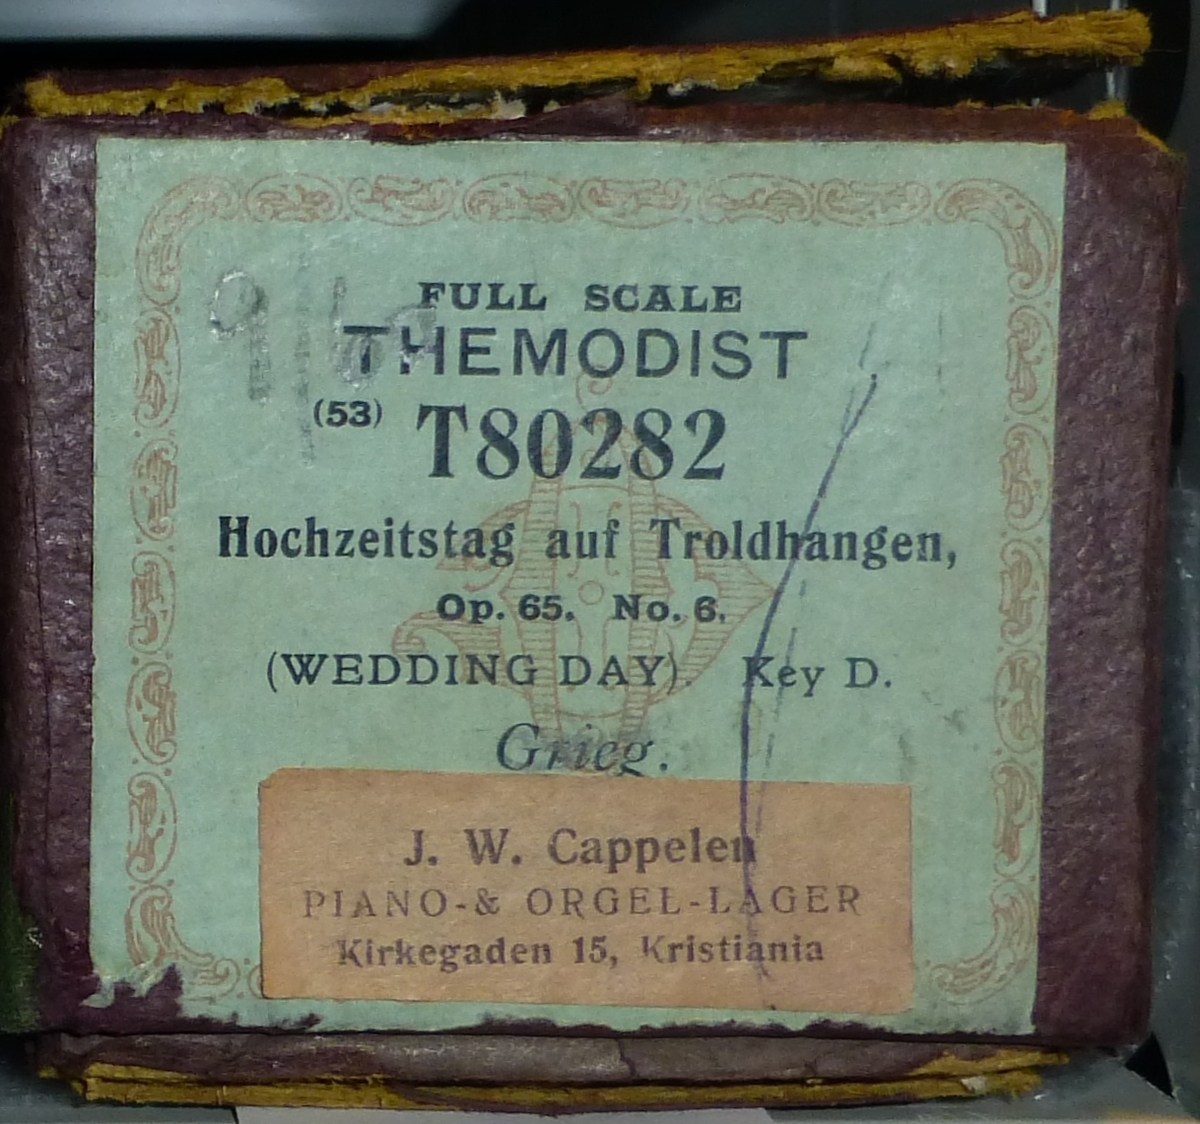 FULL SCALE
THEMODIST
(53) T80282
Hochzeitstag auf Troldhangen,
Op. 65. No. 6.
(WEDDING DAY). Key D.
Grieg.
J. W. Cappelen
PIANO-& ORGEL-LAGER
Kirkegaden 15, Kristiania